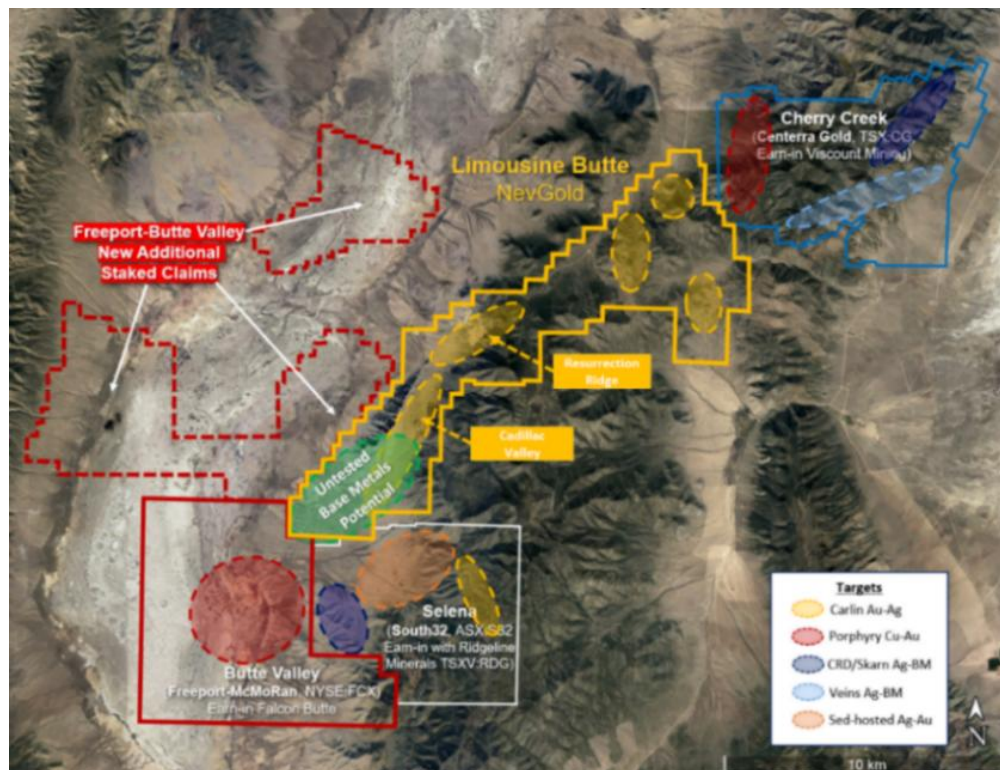 Cherry Creek
(Centerra Gold, TSX:CG
Earn-in Viscount Mining)
Limousine Butte
NevGold
Freeport-Butte Valley
New Additional
Staked Claims
Resurrection
Ridge
Cadillac
Valley
Untested
Base Metals
Potential
Selena
(South32, ASX:S32
Earn-in with Ridgeline
Minerals TSXV:RDG)
Butte Valley
(Freeport-McMoRan, NYSE:FCX)
Earn-in Falcon Butte
Targets
Carlin Au-Ag
Porphyry Cu-Au
CRD/Skarn Ag-BM
Veins Ag-BM
Sed-hosted Ag-Au
N
10 km